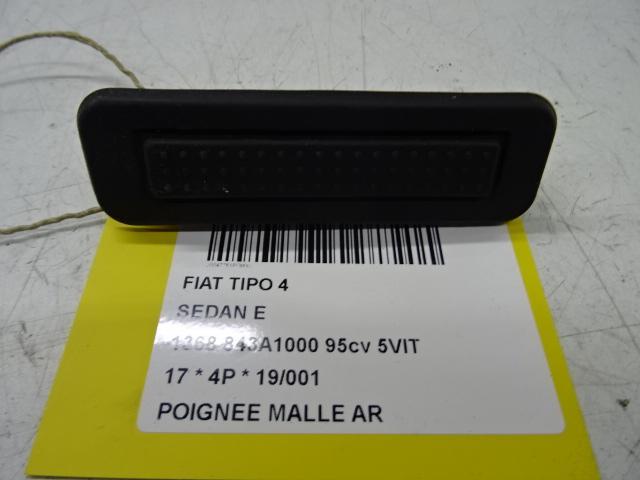 FIAT TIPO 4
SEDAN E
1368 843A1000 95cv 5VIT
17 * 4P * 19/001
POIGNEE MALLE AR